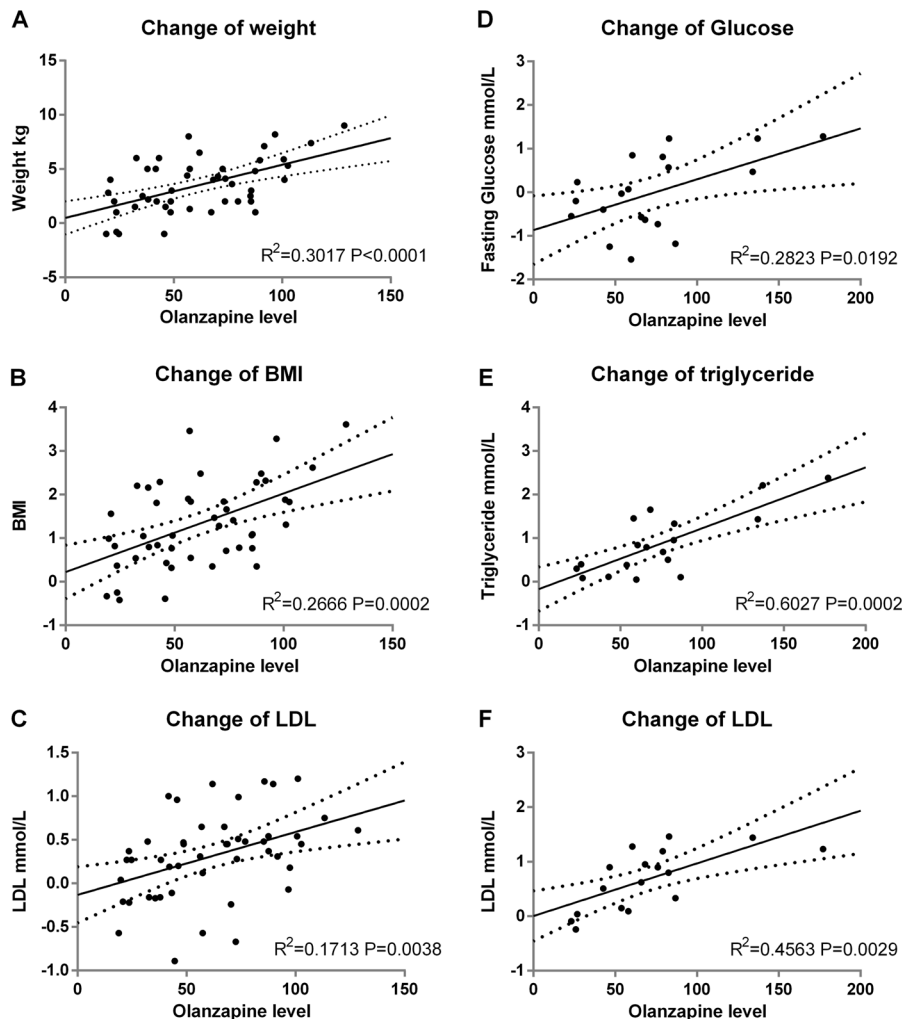 A
Change of weight
Weight kg
15
10
5
0
-5
R²=0.3017 P<0.0001
0 50 100 150
Olanzapine level
D
Change of Glucose
Fasting Glucose mmol/L
3
2
1
0
-1
-2
R²=0.2823 P=0.0192
0 50 100 150 200
Olanzapine level
B
Change of BMI
BMI
4
3
2
1
0
-1
R²=0.2666 P=0.0002
0 50 100 150
Olanzapine level
E
Change of triglyceride
Triglyceride mmol/L
4
3
2
1
0
-1
R²=0.6027 P=0.0002
0 50 100 150 200
Olanzapine level
C
Change of LDL
LDL mmol/L
1.5
1.0
0.5
0.0
-0.5
-1.0
R²=0.1713 P=0.0038
0 50 100 150
Olanzapine level
F
Change of LDL
LDL mmol/L
3
2
1
0
-1
R²=0.4563 P=0.0029
0 50 100 150 200
Olanzapine level